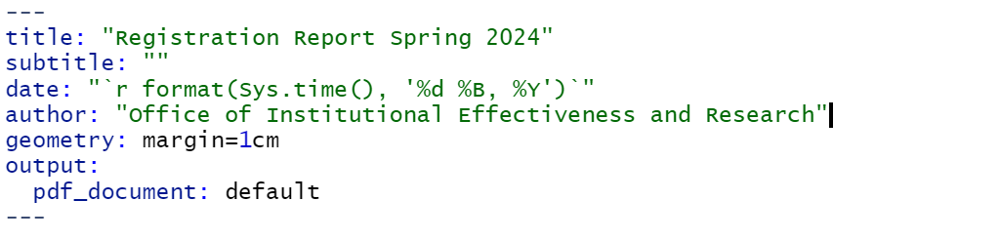 ---
title: "Registration Report Spring 2024"
subtitle: ""
date: "`r format(Sys.time(), '%d %B, %Y')`"
author: "Office of Institutional Effectiveness and Research"
geometry: margin=1cm
output:
  pdf_document: default
---